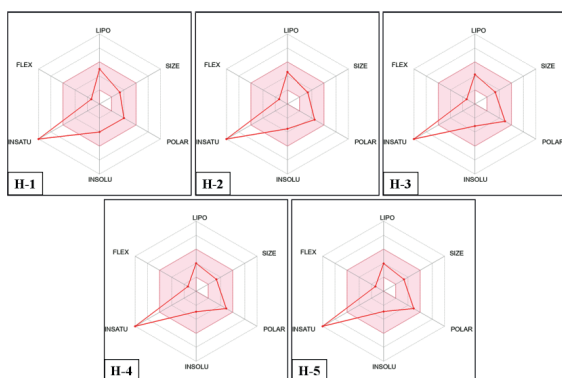 LIPO
FLEX
SIZE
INSATU
POLAR
INSOLU
H-1
LIPO
FLEX
SIZE
INSATU
POLAR
INSOLU
H-2
LIPO
FLEX
SIZE
INSATU
POLAR
INSOLU
H-3
LIPO
FLEX
SIZE
INSATU
POLAR
INSOLU
H-4
LIPO
FLEX
SIZE
INSATU
POLAR
INSOLU
H-5